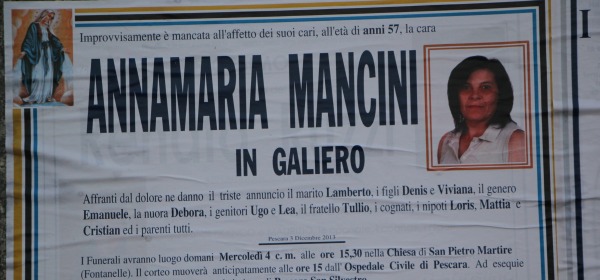 Improvvisamente è mancata all'affetto dei suoi cari, all'età di anni 57, la cara
ANNAMARIA MANCINI
IN GALIERO
Affranti dal dolore ne danno il triste annuncio il marito Lamberto, i figli Denis e Viviana, il genero
Emanuele, la nuora Debora, i genitori Ugo e Lea, il fratello Tullio, i cognati, i nipoti Loris, Mattia e
Cristian ed i parenti tutti.
Pescara 3 Dicembre 2013
I Funerali avranno luogo domani Mercoledì 4 c. m. alle ore 15,30 nella Chiesa di San Pietro Martire
(Fontanelle). Il corteo muoverà anticipatamente alle ore 15 dall'Ospedale Civile di Pescara. Ad esequie
I